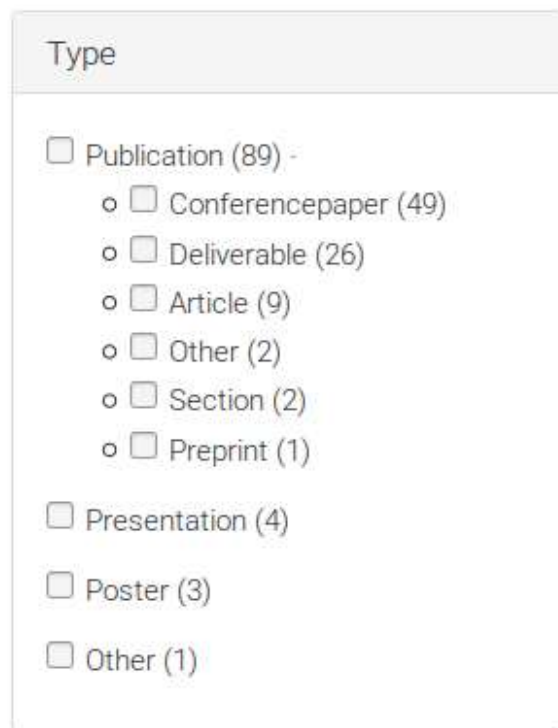 Type
Publication (89) -
Conferencepaper (49)
Deliverable (26)
Article (9)
Other (2)
Section (2)
Preprint (1)
Presentation (4)
Poster (3)
Other (1)